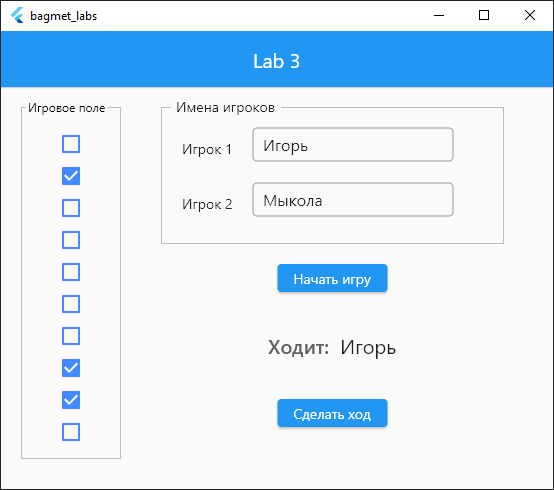 bagmet_labs
Lab 3
Игровое поле
Имена игроков
Игрок 1
Игорь
Игрок 2
Мыкола
Начать игру
Ходит: Игорь
Сделать ход